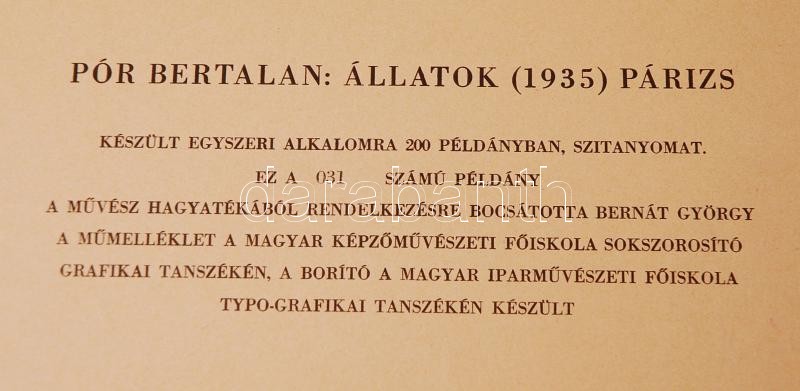 PÓR BERTALAN: ÁLLATOK (1935) PÁRIZS
KÉSZÜLT EGYSZERI ALKALOMRA 200 PÉLDÁNYBAN, SZITANYOMAT.
EZ A 031 SZÁMÚ PÉLDÁNY
darabanth
A MŰVÉSZ HAGYATÉKÁBÓL RENDELKEZÉSRE BOCSÁTOTTA BERNÁT GYÖRGY
A MŰMELLÉKLET A MAGYAR KÉPZŐMŰVÉSZETI FŐISKOLA SOKSZOROSÍTÓ
GRAFIKAI TANSZÉKÉN, A BORÍTÓ A MAGYAR IPARMŰVÉSZETI FŐISKOLA
TYPO-GRAFIKAI TANSZÉKÉN KÉSZÜLT